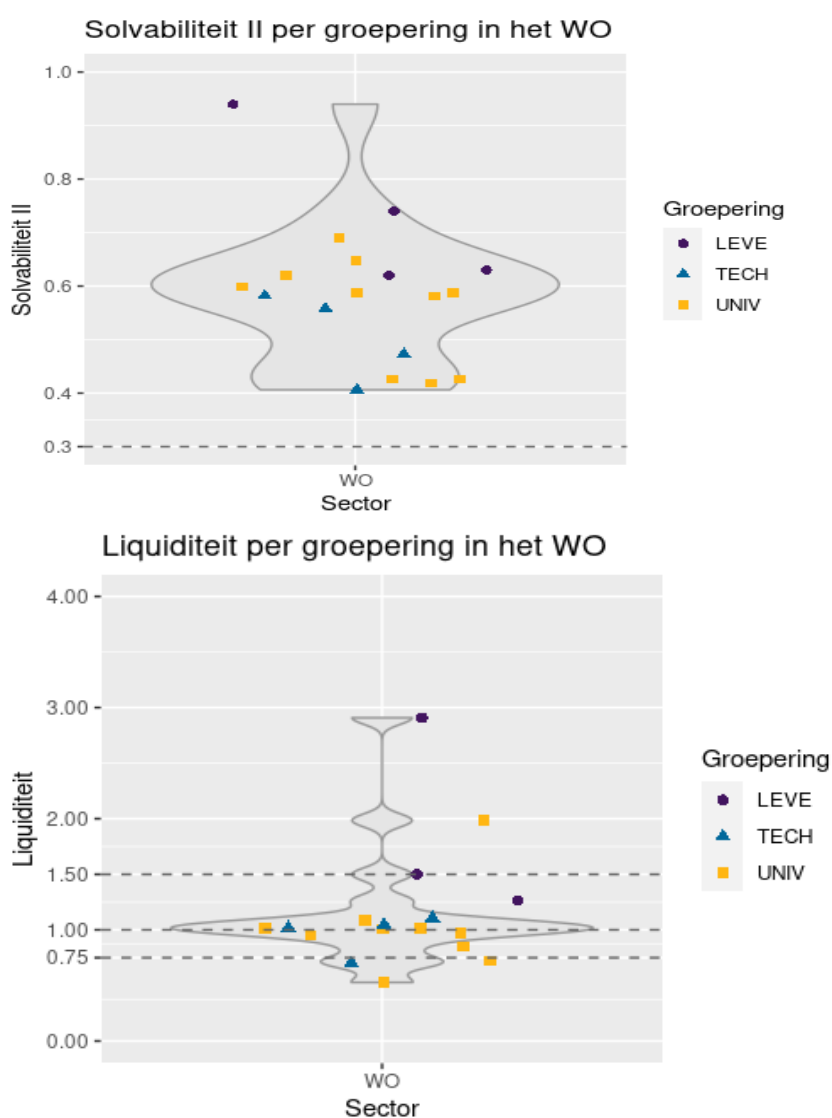 Solvabiliteit II per groepering in het WO
1.0
0.8
0.6
0.4
0.3
Solvabiliteit II
WO
Sector
Groepering
LEVE
TECH
UNIV
Liquiditeit per groepering in het WO
4.00
3.00
2.00
1.50
1.00
0.75
0.00
Liquiditeit
WO
Sector
Groepering
LEVE
TECH
UNIV